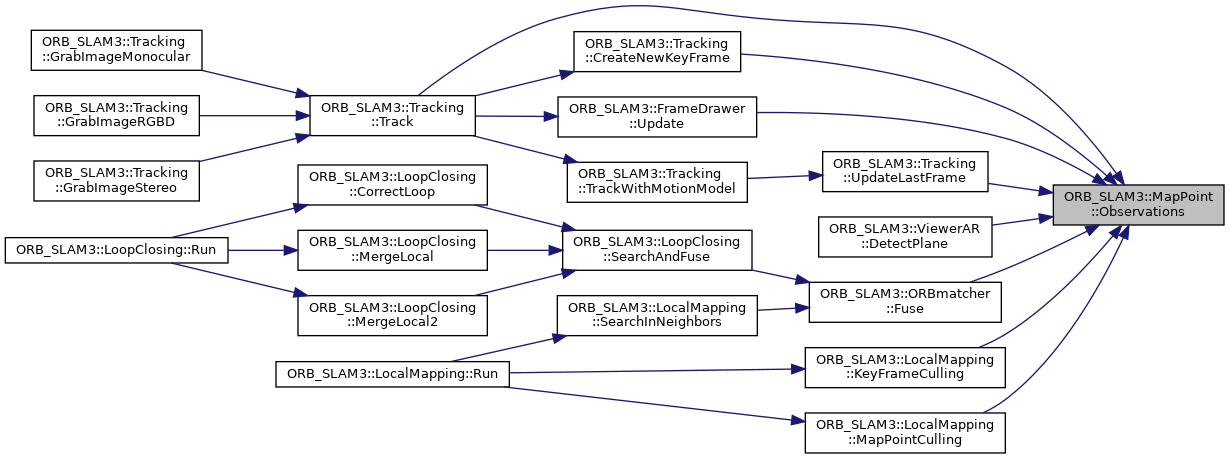 ORB_SLAM3::Tracking
::GrabImageMonocular
ORB_SLAM3::Tracking
::GrabImageRGBD
ORB_SLAM3::Tracking
::GrabImageStereo
ORB_SLAM3::LoopClosing::Run
ORB_SLAM3::Tracking
::Track
ORB_SLAM3::LoopClosing
::CorrectLoop
ORB_SLAM3::LoopClosing
::MergeLocal
ORB_SLAM3::LoopClosing
::MergeLocal2
ORB_SLAM3::LocalMapping::Run
ORB_SLAM3::Tracking
::CreateNewKeyFrame
ORB_SLAM3::FrameDrawer
::Update
ORB_SLAM3::Tracking
::TrackWithMotionModel
ORB_SLAM3::LoopClosing
::SearchAndFuse
ORB_SLAM3::LocalMapping
::SearchInNeighbors
ORB_SLAM3::Tracking
::UpdateLastFrame
ORB_SLAM3::ViewerAR
::DetectPlane
ORB_SLAM3::ORBmatcher
::Fuse
ORB_SLAM3::LocalMapping
::KeyFrameCulling
ORB_SLAM3::LocalMapping
::MapPointCulling
ORB_SLAM3::MapPoint
::Observations